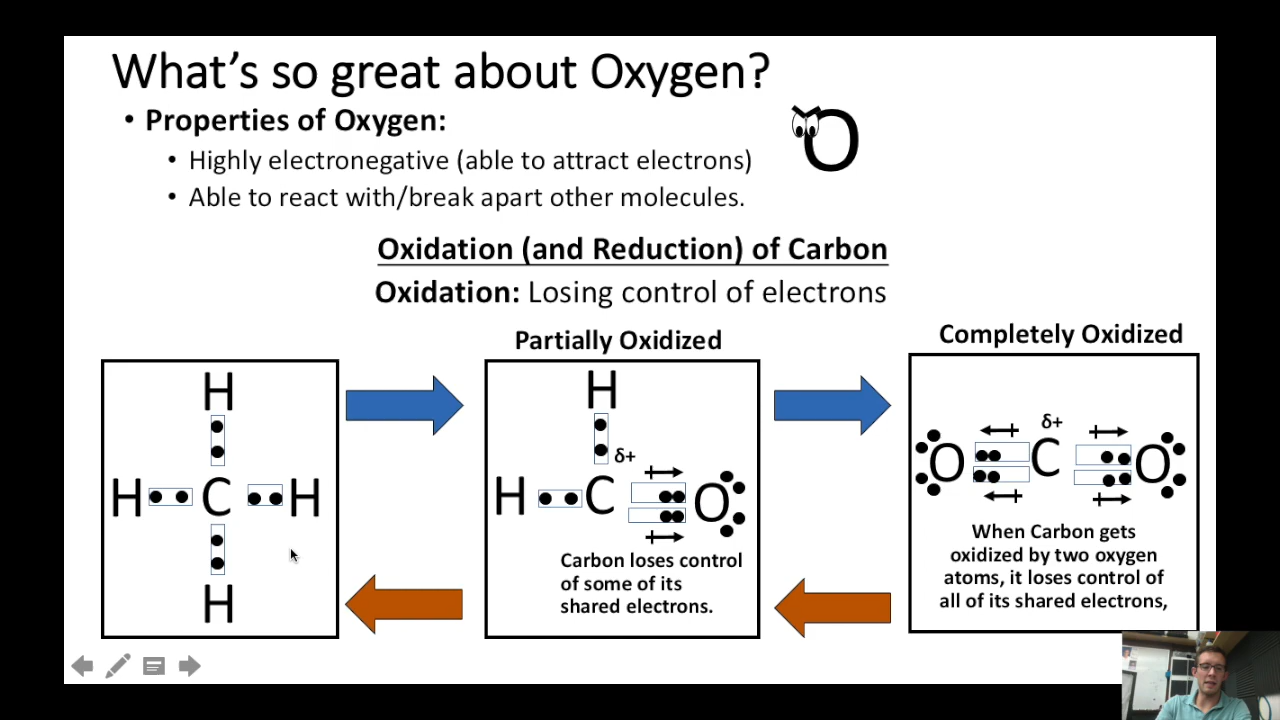 What's so great about Oxygen?
• Properties of Oxygen:
• Highly electronegative (able to attract electrons)
• Able to react with/break apart other molecules.
O
Oxidation (and Reduction) of Carbon
Oxidation: Losing control of electrons
Partially Oxidized
Completely Oxidized
H
H C H
H
H
δ+
H C O
Carbon loses control
of some of its
shared electrons.
δ+
O C O
When Carbon gets
oxidized by two oxygen
atoms, it loses control of
all of its shared electrons,